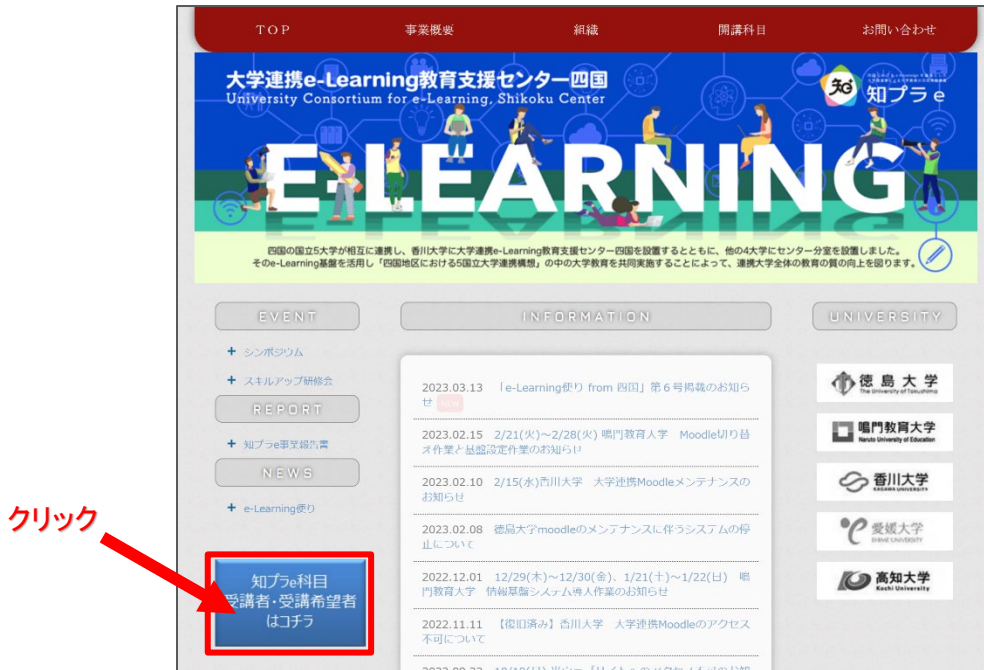 TOP
事業概要
組織
開講科目
お問い合わせ
大学連携e-Learning教育支援センター四国
University Consortium for e-Learning, Shikoku Center
知プラe
E-LEARNING
四国の国立5大学が相互に連携し、香川大学に大学連携e-Learning教育支援センター四国を設置するとともに、他の4大学にセンター分室を設置しました。
そのe-Learning基盤を活用し「四国地区における5国立大学連携構想」の中の大学教育を共同実施することによって、連携大学全体の教育の質の向上を図ります。
EVENT
+ シンポジウム
+ スキルアップ研修会
REPORT
+ 知プラe事業報告書
NEWS
+ e-Learning便り
クリック
知プラe科目
受講者・受講希望者
はコチラ
INFORMATION
2023.03.13 「e-Learning便り from 四国」第6号掲載のお知ら
せ NEW
2023.02.15 2/21(火)～2/28(火) 鳴門教育大学 Moodle切り替
え作業と基盤設定作業のお知らせ
2023.02.10 2/15(水)香川大学 大学連携Moodleメンテナンスの
お知らせ
2023.02.08 徳島大学moodleのメンテナンスに伴うシステムの停
止について
2022.12.01 12/29(木)～12/30(金)、1/21(土)～1/22(日) 鳴
門教育大学 情報基盤システム導入作業のお知らせ
2022.11.11 【復旧済み】香川大学 大学連携Moodleのアクセス
不可について
UNIVERSITY
徳島大学
The University of Tokushima
鳴門教育大学
Naruto University of Education
香川大学
KAGAWA UNIVERSITY
愛媛大学
EHIME UNIVERSITY
高知大学
Kochi University